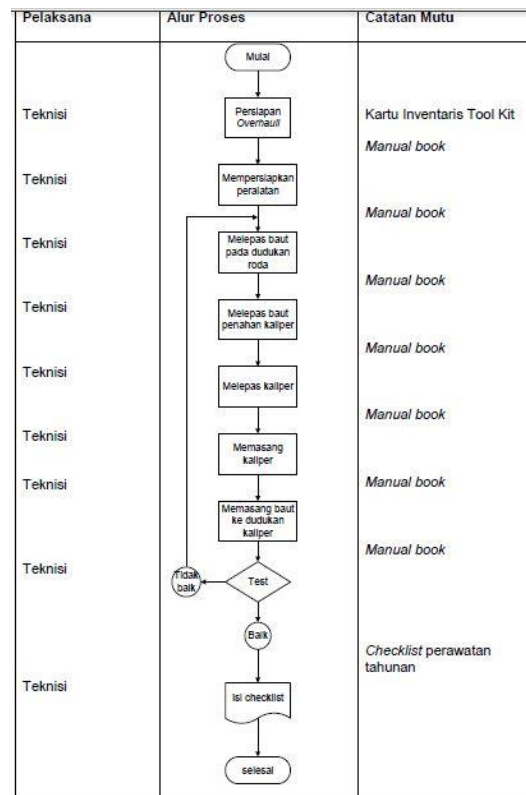 Pelaksana
Alur Proses
Catatan Mutu
Mulai
Teknisi
Persiapan
Overhaull
Kartu Inventaris Tool Kit
Manual book
Teknisi
Mempersiapkan
peralatan
Manual book
Teknisi
Melepas baut
pada dudukan
roda
Manual book
Teknisi
Melepas baut
penahan kaliper
Manual book
Teknisi
Melepas kaliper
Manual book
Teknisi
Memasang
kaliper
Manual book
Teknisi
Memasang baut
ke dudukan
kaliper
Manual book
Teknisi
Tidak
baik
Test
Baik
Checklist perawatan
tahunan
Teknisi
Isi checklist
selesai